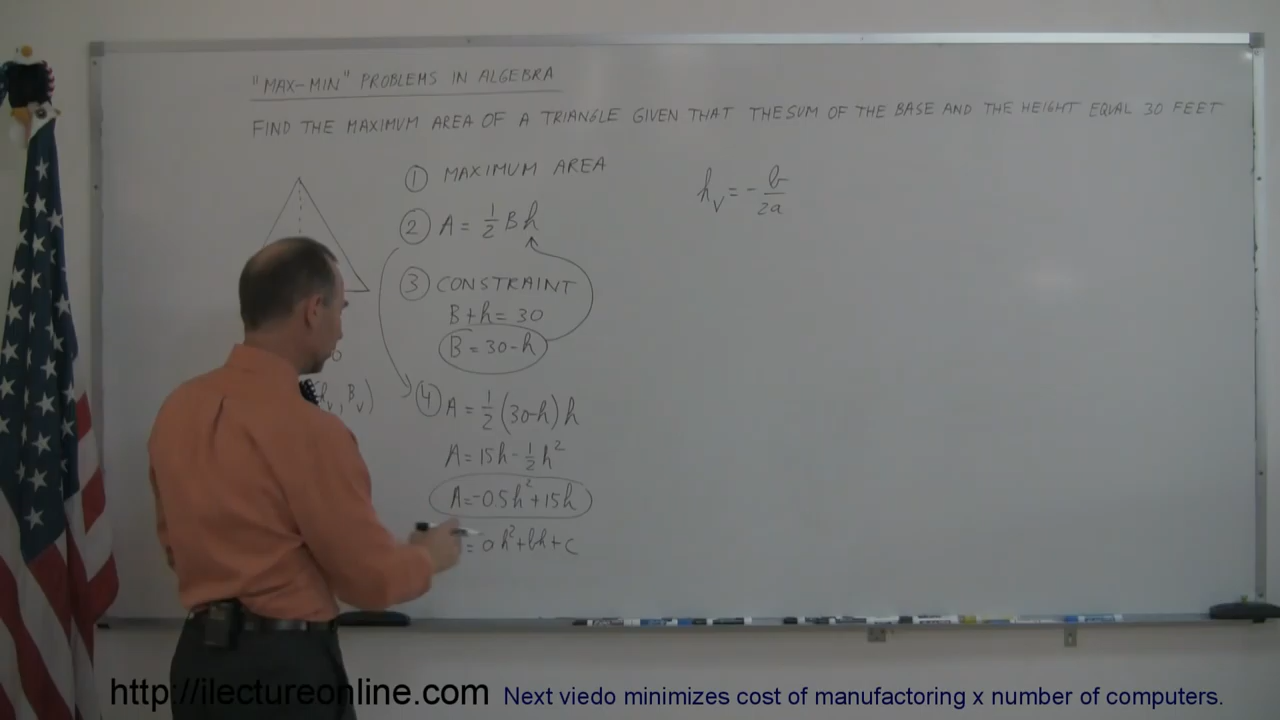 "MAX-MIN" PROBLEMS IN ALGEBRA
FIND THE MAXIMUM AREA OF A TRIANGLE GIVEN THAT THE SUM OF THE BASE AND THE HEIGHT EQUAL 30 FEET
① MAXIMUM AREA
② A = 1/2 Bh
③ CONSTRAINT
B + h = 30
B = 30 - h
④ A = 1/2 (30-h) h
A = 15h - 1/2 h²
A = -0.5h² + 15h
= ah² + bh + c
h_v, B_v)
h_v = - b/2a
http://ilectureonline.com
Next viedo minimizes cost of manufactoring x number of computers.